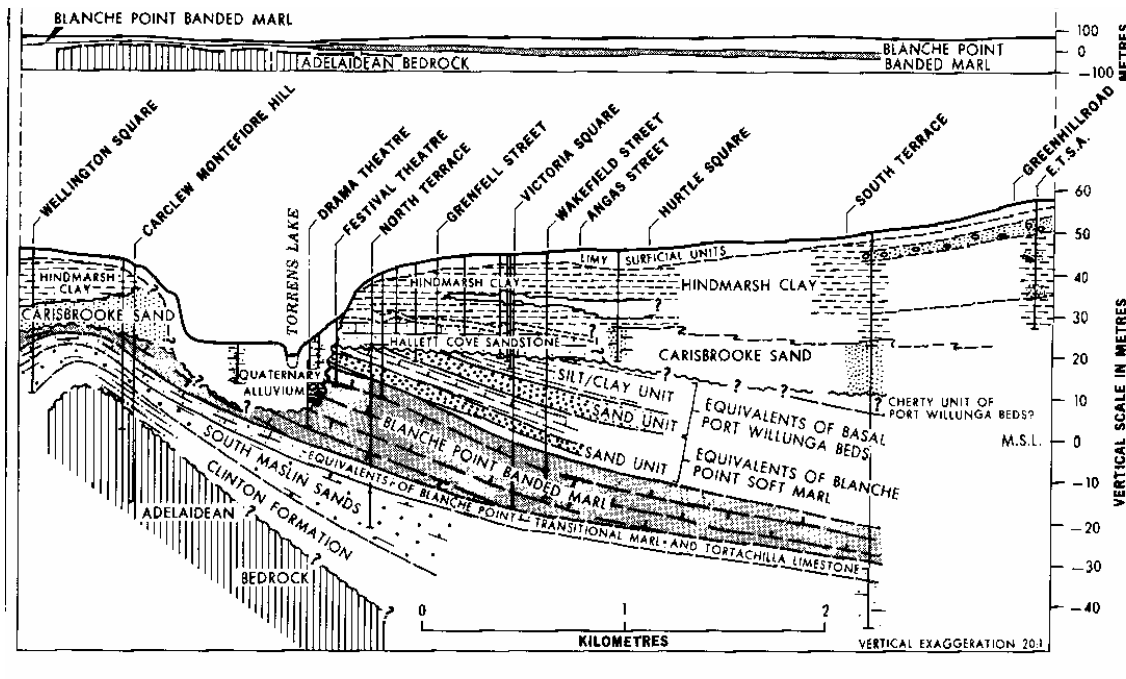 BLANCHE POINT BANDED MARL
ADELAIDEAN BEDROCK
BLANCHE POINT
BANDED MARL
100
0
-100
METRES
WELLINGTON SQUARE
CARCLEW MONTEFIORE HILL
TORRENS LAKE
DRAMA THEATRE
FESTIVAL THEATRE
NORTH TERRACE
GRENFELL STREET
VICTORIA SQUARE
WAKEFIELD STREET
ANGAS STREET
HURTLE SQUARE
SOUTH TERRACE
GREENHILLROAD
E.T.S.A.
60
50
40
30
20
10
0
-10
-20
-30
-40
VERTICAL SCALE IN METRES
LIMY SURFICIAL UNITS
HINDMARSH
CLAY
HINDMARSH CLAY
HINDMARSH CLAY
CARISBROOKE SAND
HALLETT COVE SANDSTONE
CARISBROOKE SAND
QUATERNARY
ALLUVIUM
SILT/CLAY UNIT
SAND UNIT
SAND UNIT
EQUIVALENTS OF BASAL
PORT WILLUNGA BEDS
EQUIVALENTS OF BLANCHE
POINT SOFT MARL
? CHERTY UNIT OF
PORT WILLUNGA BEDS?
M.S.L.
BLANCHE POINT BANDED MARL
EQUIVALENTS OF BLANCHE POINT TRANSITIONAL MARL AND TORTACHILLA LIMESTONE
SOUTH MASLIN SANDS
CLINTON FORMATION
ADELAIDEAN
BEDROCK
0 1 2
KILOMETRES
VERTICAL EXAGGERATION 20:1